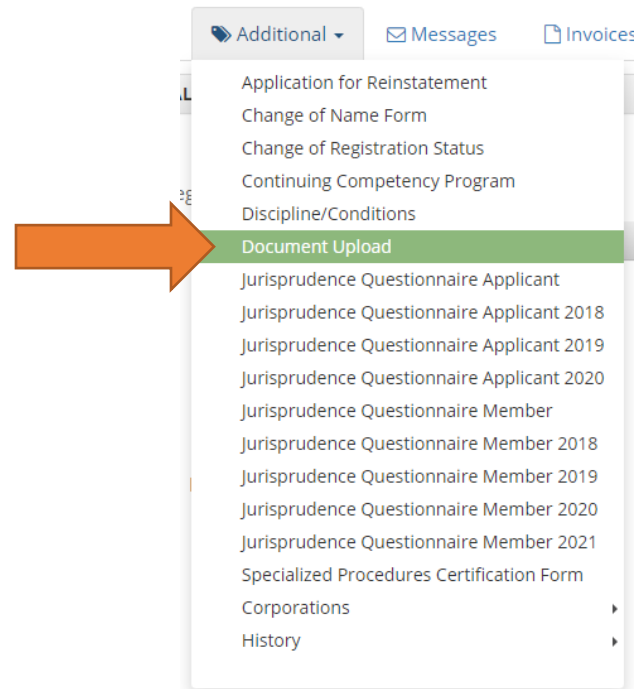 Additional Messages Invoices
Application for Reinstatement
Change of Name Form
Change of Registration Status
Continuing Competency Program
Discipline/Conditions
Document Upload
Jurisprudence Questionnaire Applicant
Jurisprudence Questionnaire Applicant 2018
Jurisprudence Questionnaire Applicant 2019
Jurisprudence Questionnaire Applicant 2020
Jurisprudence Questionnaire Member
Jurisprudence Questionnaire Member 2018
Jurisprudence Questionnaire Member 2019
Jurisprudence Questionnaire Member 2020
Jurisprudence Questionnaire Member 2021
Specialized Procedures Certification Form
Corporations
History